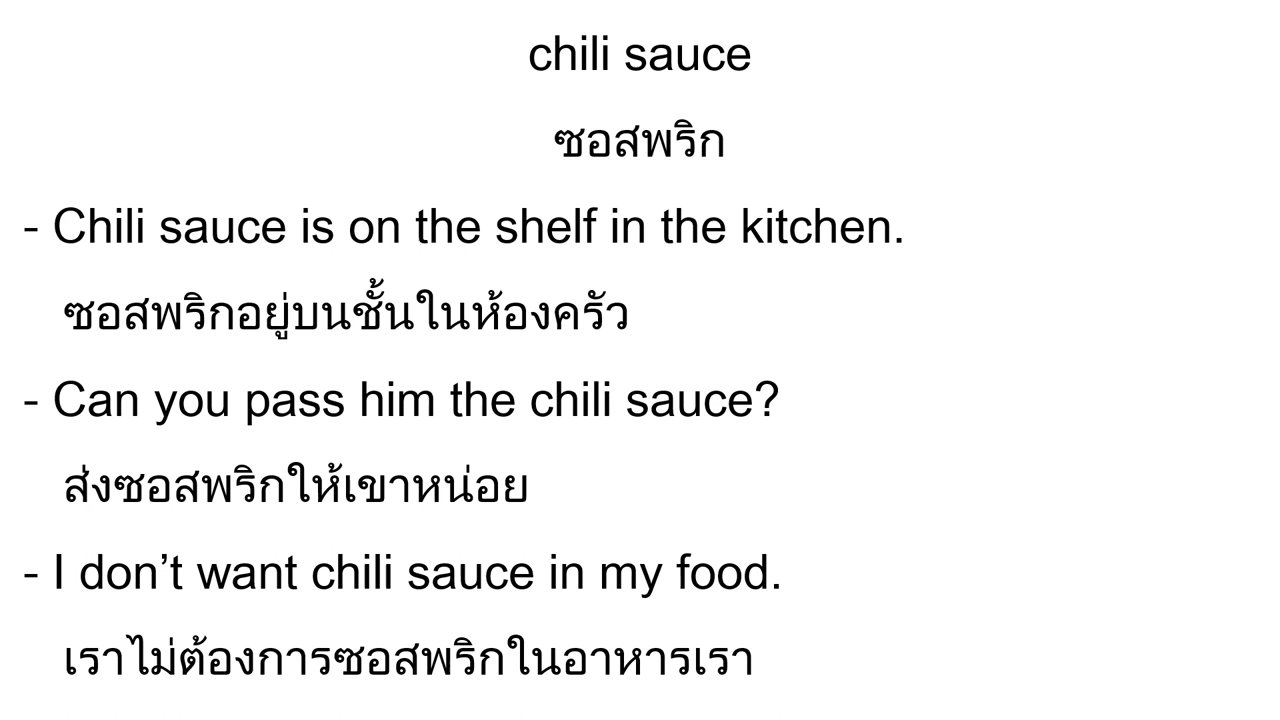 chili sauce
ซอสพริก
- Chili sauce is on the shelf in the kitchen.
ซอสพริกอยู่บนชั้นในห้องครัว
- Can you pass him the chili sauce?
ส่งซอสพริกให้เขาหน่อย
- I don’t want chili sauce in my food.
เราไม่ต้องการซอสพริกในอาหารเรา